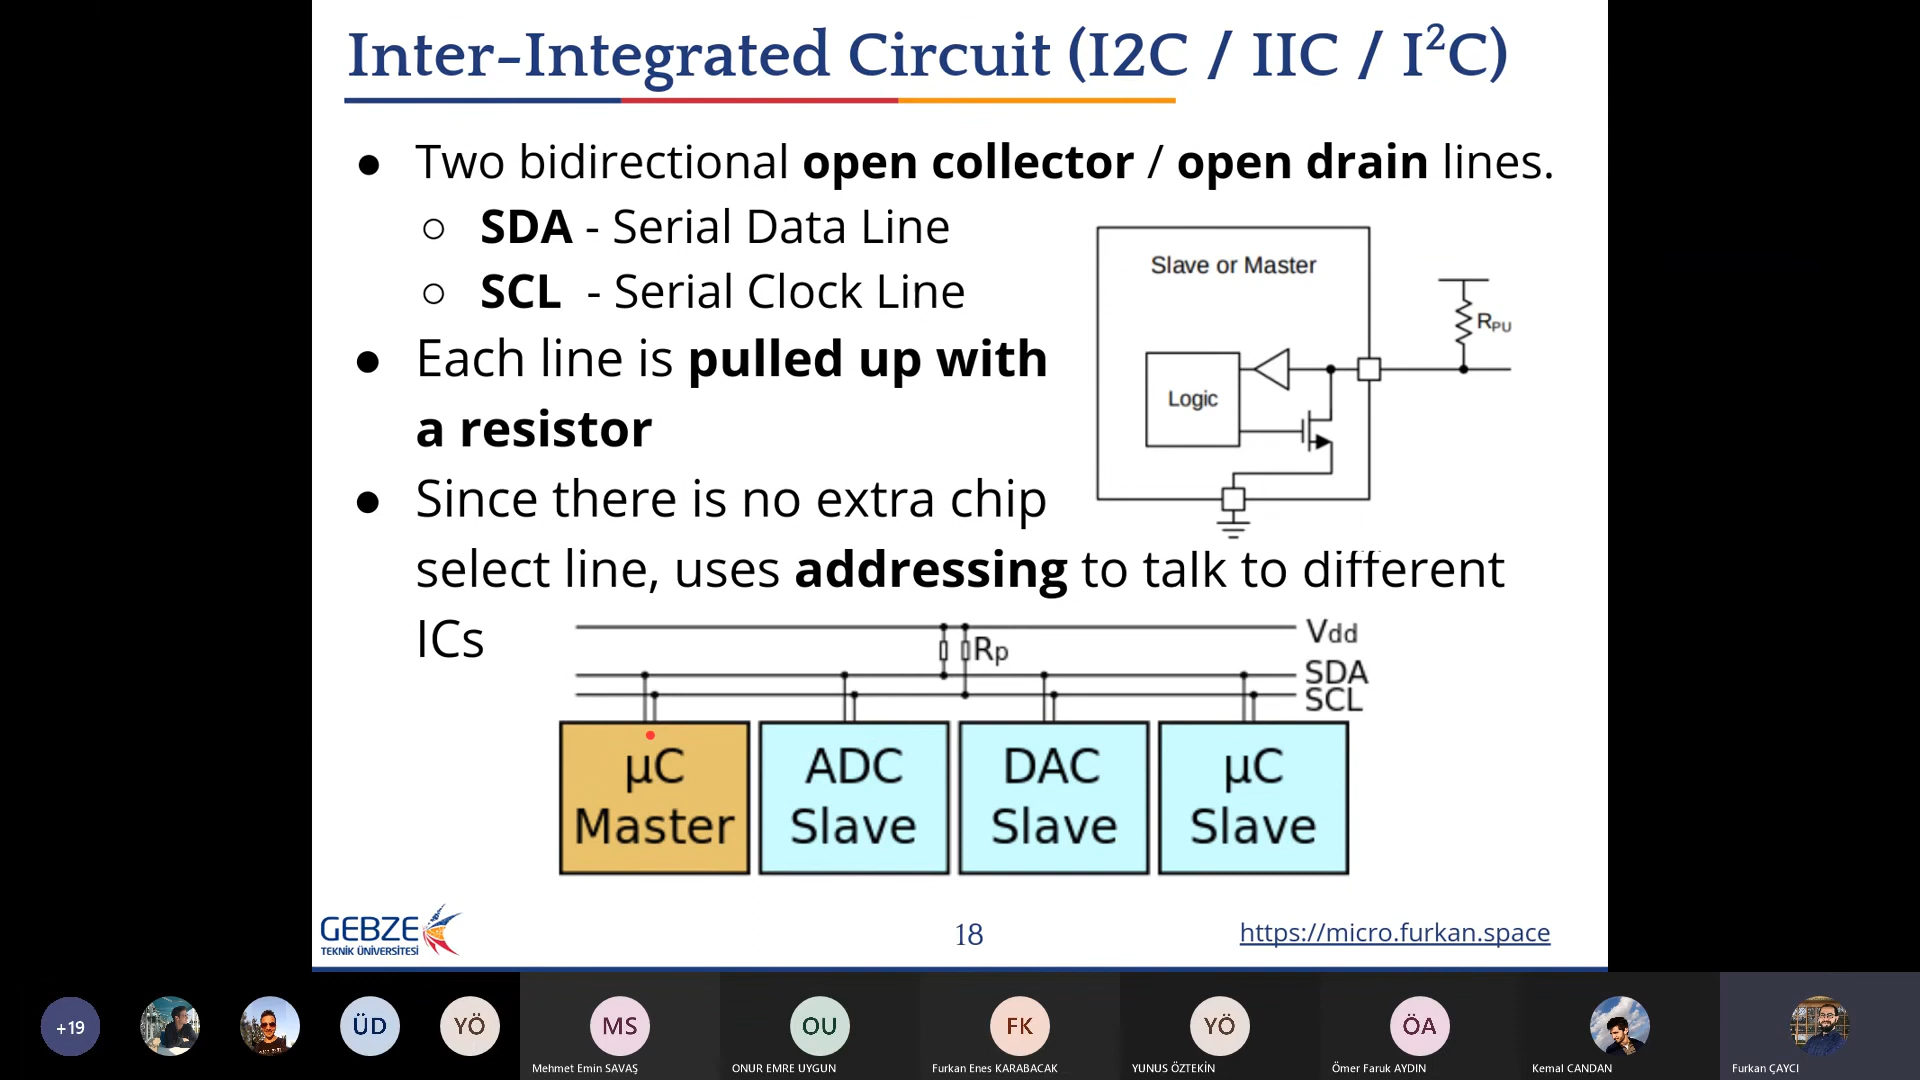 Inter-Integrated Circuit (I2C / IIC / I²C)
● Two bidirectional open collector / open drain lines.
○ SDA - Serial Data Line
○ SCL - Serial Clock Line
● Each line is pulled up with
a resistor
● Since there is no extra chip
select line, uses addressing to talk to different
ICs
Slave or Master
Logic
RPU
Vdd
Rp
SDA
SCL
µC
Master
ADC
Slave
DAC
Slave
µC
Slave
GEBZE
TEKNİK ÜNİVERSİTESİ
18
https://micro.furkan.space
+19
ÜD
YÖ
MS
Mehmet Emin SAVAŞ
OU
ONUR EMRE UYGUN
FK
Furkan Enes KARABACAK
YÖ
YUNUS ÖZTEKİN
ÖA
Ömer Faruk AYDIN
Kemal CANDAN
Furkan ÇAYCI